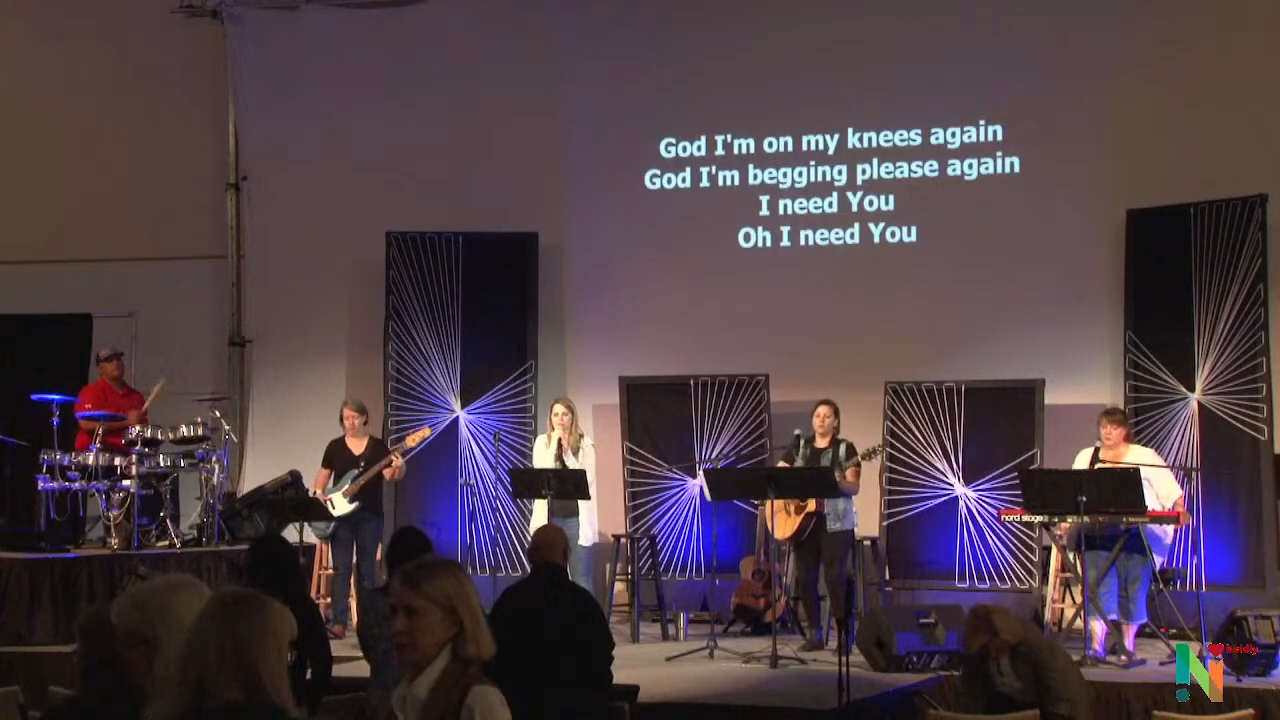 God I'm on my knees again
God I'm begging please again
I need You
Oh I need You
nord stage